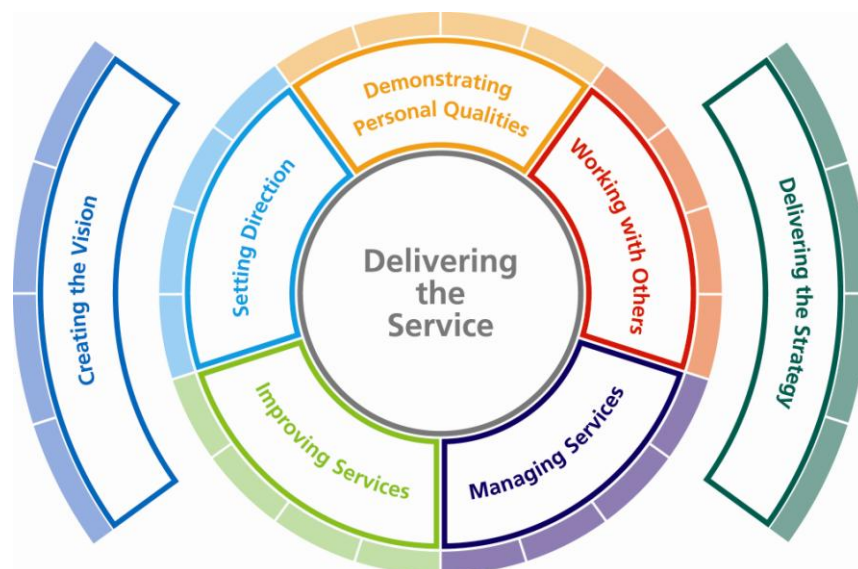 Demonstrating
Personal Qualities
Working with Others
Managing Services
Improving Services
Setting Direction
Delivering
the
Service
Creating the Vision
Delivering the Strategy